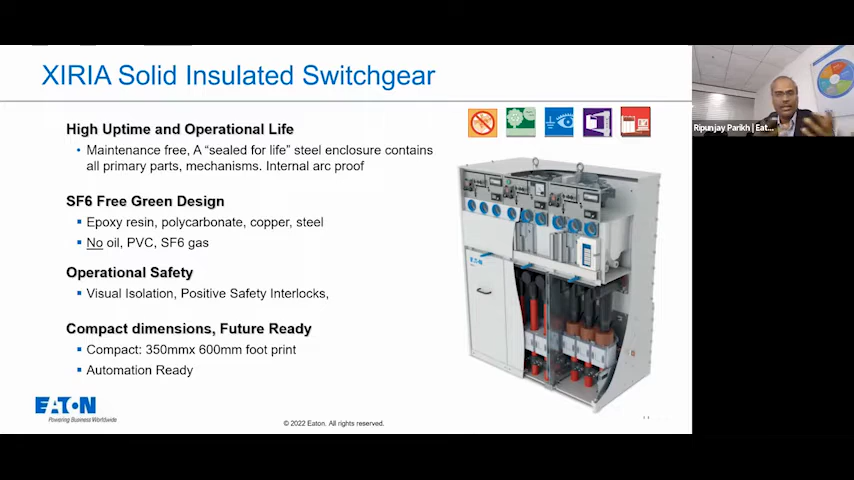 XIRIA Solid Insulated Switchgear
High Uptime and Operational Life
• Maintenance free, A “sealed for life” steel enclosure contains
all primary parts, mechanisms. Internal arc proof
SF6 Free Green Design
▪ Epoxy resin, polycarbonate, copper, steel
▪ No oil, PVC, SF6 gas
Operational Safety
▪ Visual Isolation, Positive Safety Interlocks,
Compact dimensions, Future Ready
▪ Compact: 350mmx 600mm foot print
▪ Automation Ready
EATON
Powering Business Worldwide
© 2022 Eaton. All rights reserved.
EATON
Ripunjay Parikh | Eat...